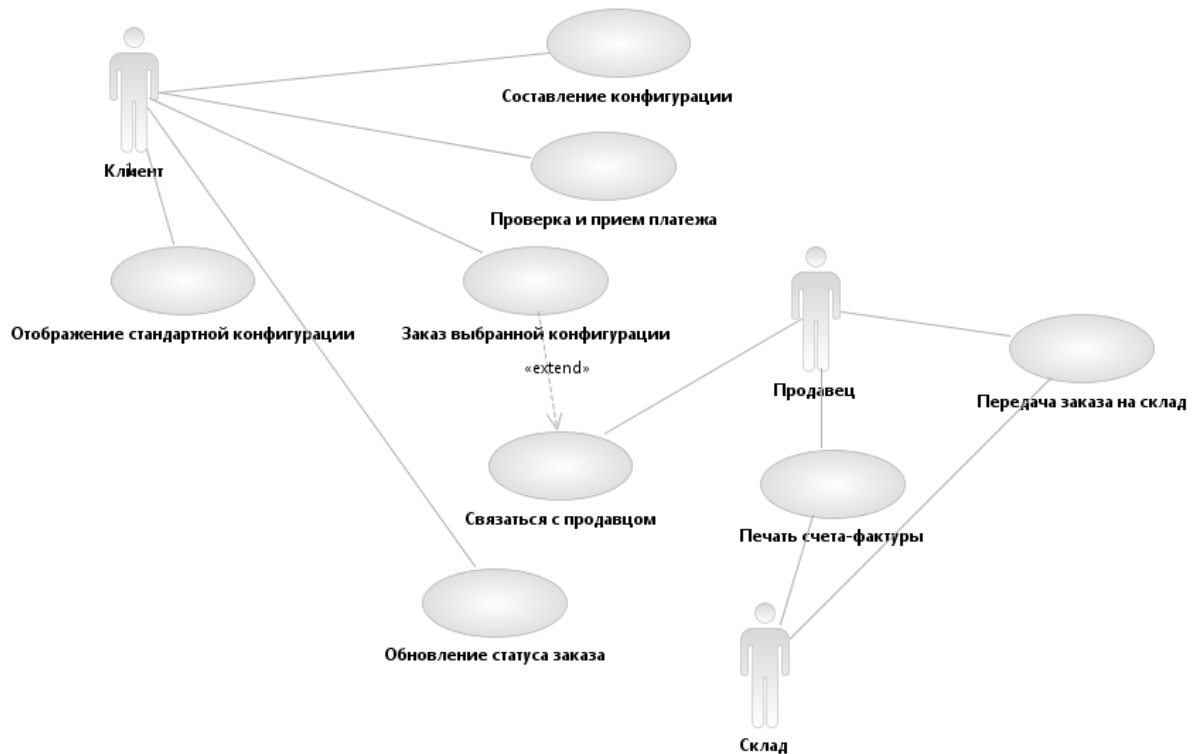 Составление конфигурации
Клиент
Проверка и прием платежа
Отображение стандартной конфигурации
Заказ выбранной конфигурации
«extend»
Продавец
Передача заказа на склад
Связаться с продавцом
Печать счета-фактуры
Обновление статуса заказа
Склад